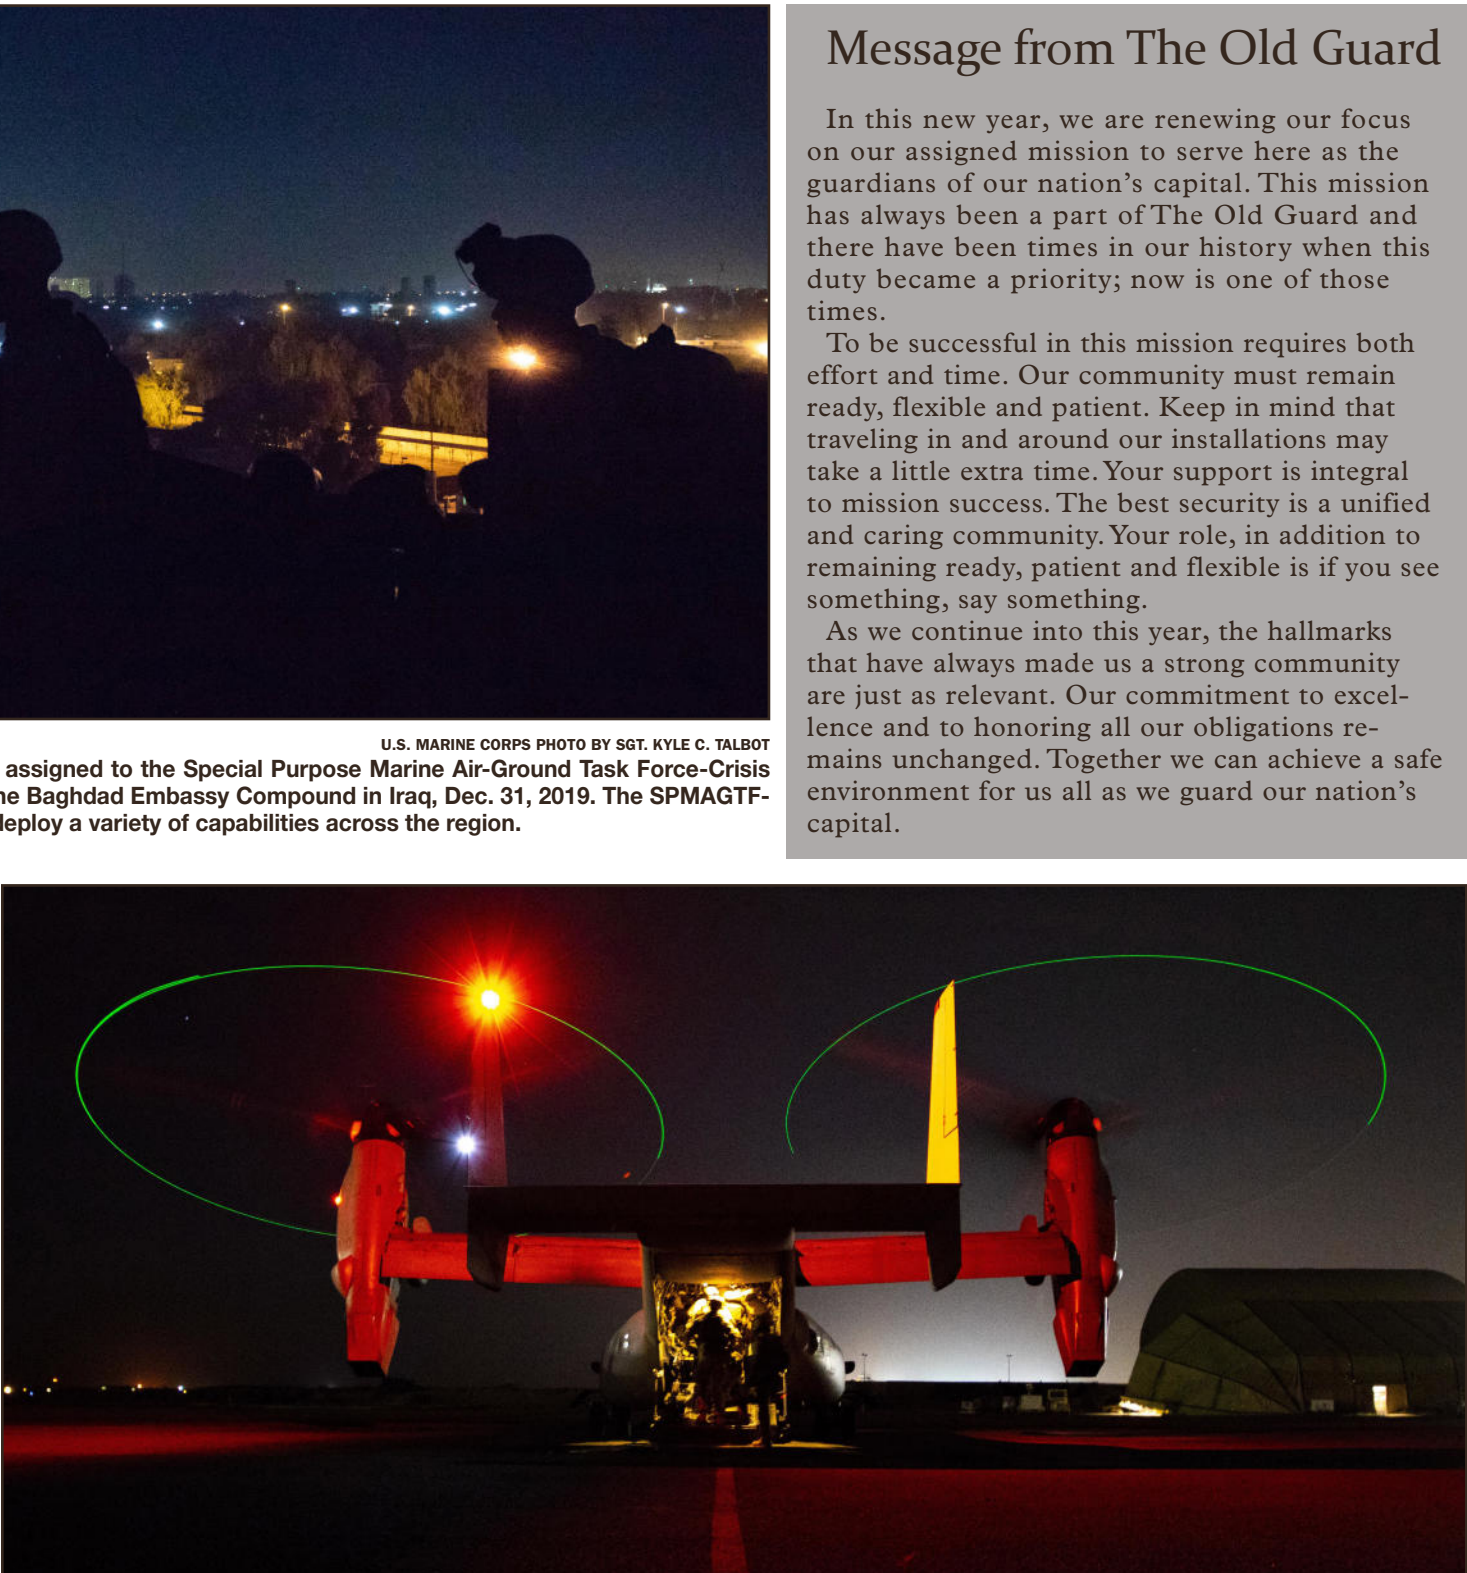 U.S. MARINE CORPS PHOTO BY SGT. KYLE C. TALBOT
assigned to the Special Purpose Marine Air-Ground Task Force-Crisis
Baghdad Embassy Compound in Iraq, Dec. 31, 2019. The SPMAGTF-
a variety of capabilities across the region.
Message from The Old Guard
In this new year, we are renewing our focus
on our assigned mission to serve here as the
guardians of our nation’s capital. This mission
has always been a part of The Old Guard and
there have been times in our history when this
duty became a priority; now is one of those
times.
To be successful in this mission requires both
effort and time. Our community must remain
ready, flexible and patient. Keep in mind that
traveling in and around our installations may
take a little extra time. Your support is integral
to mission success. The best security is a unified
and caring community. Your role, in addition to
remaining ready, patient and flexible is if you see
something, say something.
As we continue into this year, the hallmarks
that have always made us a strong community
are just as relevant. Our commitment to excel-
lence and to honoring all our obligations re-
mains unchanged. Together we can achieve a safe
environment for us all as we guard our nation’s
capital.